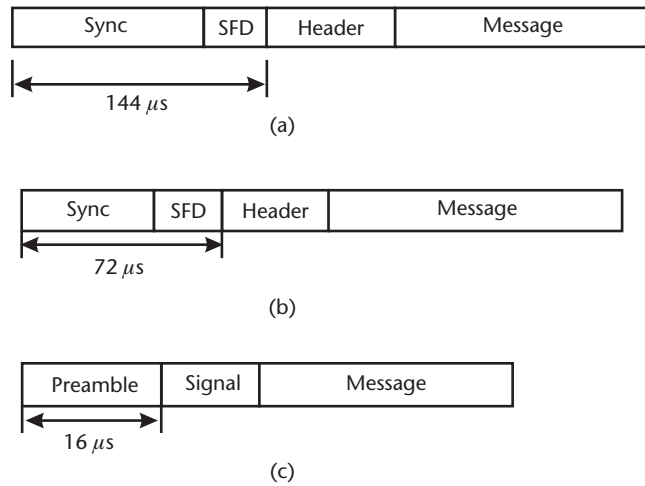 Sync SFD Header Message
144 μs
(a)
Sync SFD Header Message
72 μs
(b)
Preamble Signal Message
16 μs
(c)